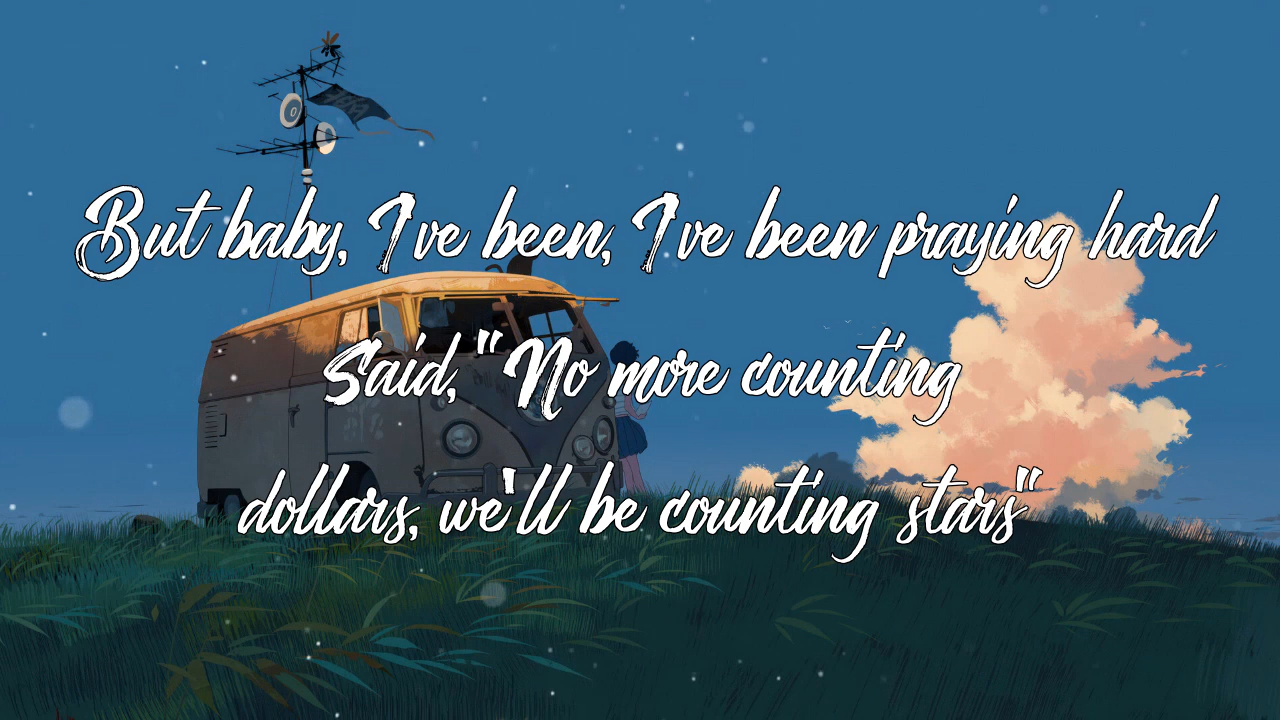 But baby, I've been, I've been praying hard
Said, "No more counting
dollars, we'll be counting stars"